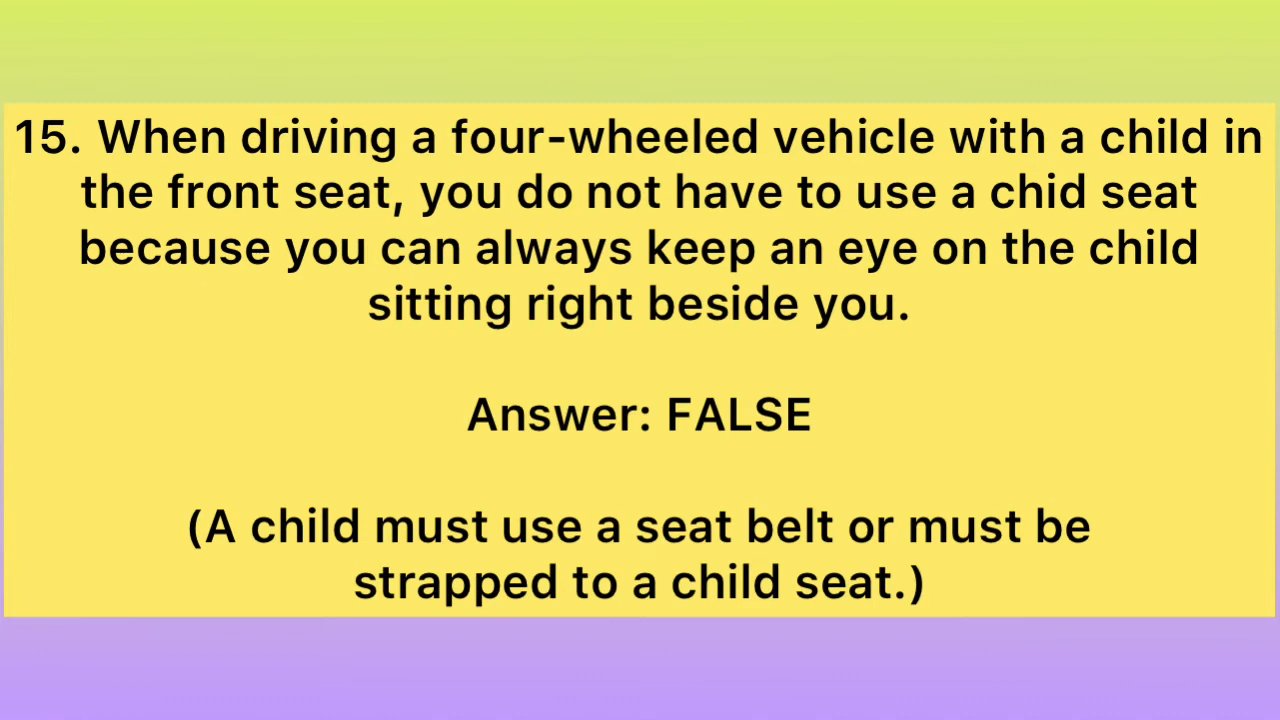 15. When driving a four-wheeled vehicle with a child in
the front seat, you do not have to use a chid seat
because you can always keep an eye on the child
sitting right beside you.
Answer: FALSE
(A child must use a seat belt or must be
strapped to a child seat.)